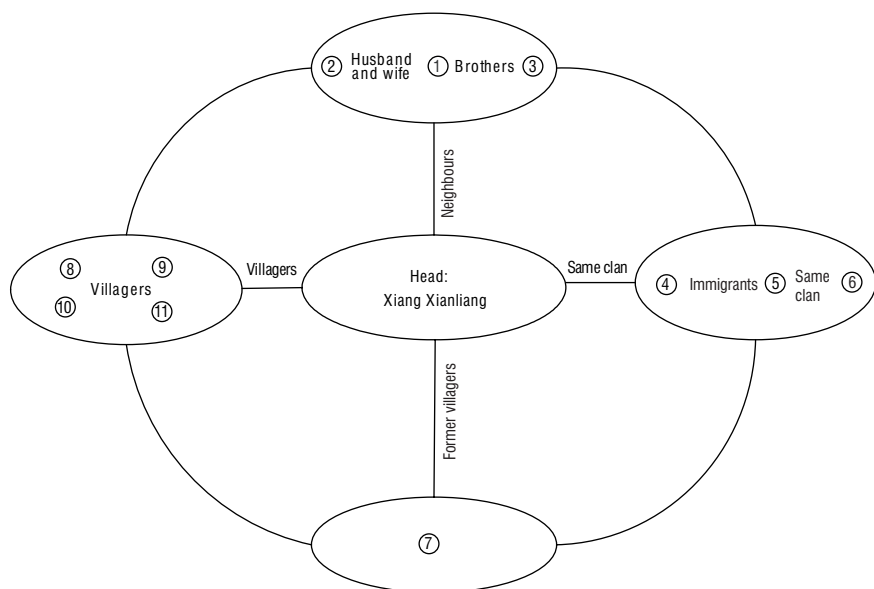 ② Husband and wife ① Brothers ③
Neighbours
⑧ ⑨
Villagers
⑩ ⑪
Villagers
Head:
Xiang Xianliang
Same clan
④ Immigrants ⑤ Same clan ⑥
Former villagers
⑦